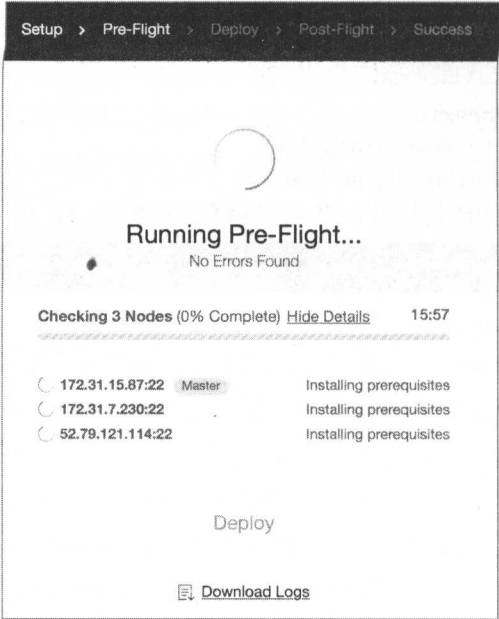 Setup > Pre-Flight > Deploy > Post-Flight > Success
Running Pre-Flight...
No Errors Found
Checking 3 Nodes (0% Complete) Hide Details 15:57
172.31.15.87:22 Master Installing prerequisites
172.31.7.230:22 Installing prerequisites
52.79.121.114:22 Installing prerequisites
Deploy
Download Logs